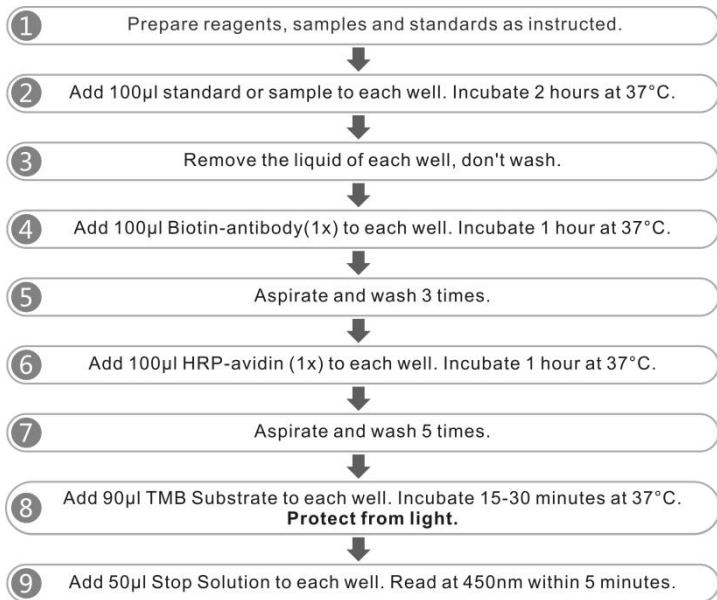 1 Prepare reagents, samples and standards as instructed.
2 Add 100μl standard or sample to each well. Incubate 2 hours at 37°C.
3 Remove the liquid of each well, don't wash.
4 Add 100μl Biotin-antibody(1x) to each well. Incubate 1 hour at 37°C.
5 Aspirate and wash 3 times.
6 Add 100μl HRP-avidin (1x) to each well. Incubate 1 hour at 37°C.
7 Aspirate and wash 5 times.
8 Add 90μl TMB Substrate to each well. Incubate 15-30 minutes at 37°C.
Protect from light.
9 Add 50μl Stop Solution to each well. Read at 450nm within 5 minutes.